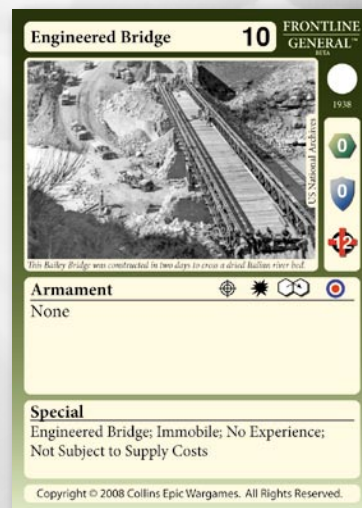 Engineered Bridge 10
FRONTLINE
GENERAL™
BETA
1938
US National Archives
0
0
12
This Bailey Bridge was constructed in two days to cross a dried Italian river bed.
Armament
None
Special
Engineered Bridge; Immobile; No Experience;
Not Subject to Supply Costs
Copyright © 2008 Collins Epic Wargames. All Rights Reserved.